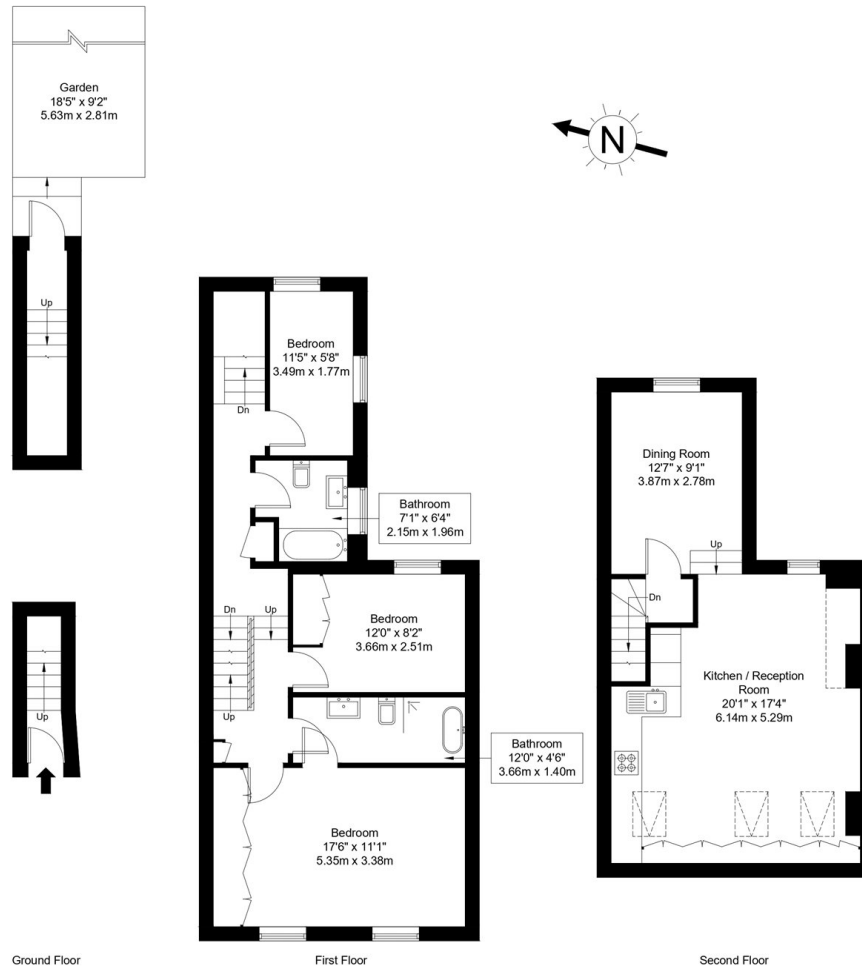 Garden
18'5" x 9'2"
5.63m x 2.81m
N
Up
Up
Bedroom
11'5" x 5'8"
3.49m x 1.77m
Dn
Bathroom
7'1" x 6'4"
2.15m x 1.96m
Dn
Up
Up
Bedroom
12'0" x 8'2"
3.66m x 2.51m
Bathroom
12'0" x 4'6"
3.66m x 1.40m
Bedroom
17'6" x 11'1"
5.35m x 3.38m
Dining Room
12'7" x 9'1"
3.87m x 2.78m
Up
Dn
Kitchen / Reception
Room
20'1" x 17'4"
6.14m x 5.29m
Ground Floor
First Floor
Second Floor